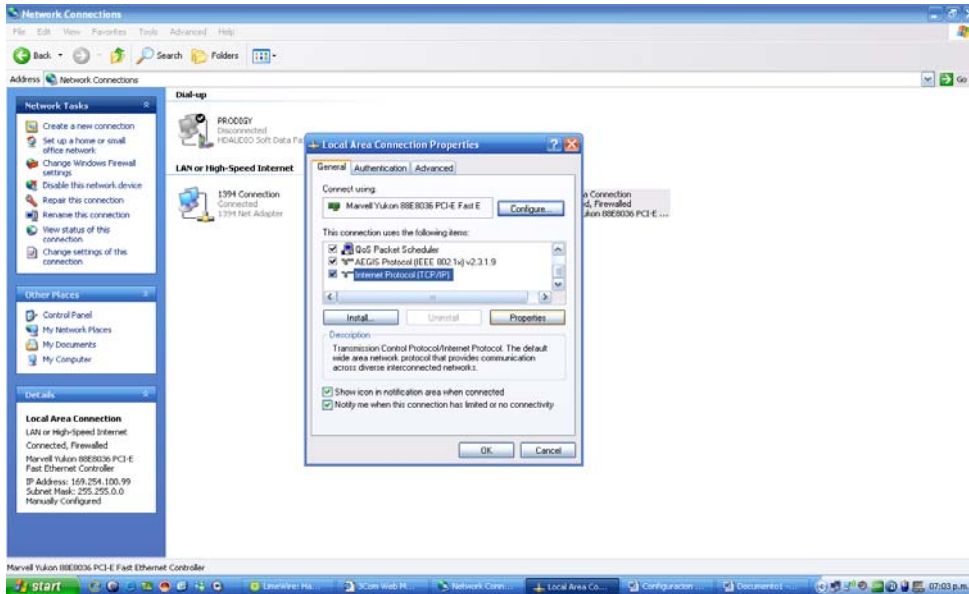 Network Connections
File Edit View Favorites Tools Advanced Help
Back Search Folders
Address Network Connections Go
Network Tasks
Create a new connection
Set up a home or small
office network
Change Windows Firewall
settings
Disable this network device
Repair this connection
Rename this connection
View status of this
connection
Change settings of this
connection
Other Places
Control Panel
My Network Places
My Documents
My Computer
Details
Local Area Connection
LAN or High-Speed Internet
Connected, Firewalled
Marvell Yukon 88E8036 PCI-E
Fast Ethernet Controller
IP Address: 169.254.100.99
Subnet Mask: 255.255.0.0
Manually Configured
Dial-up
PRODIGY
Disconnected
HDAUDIO Soft Data Fa
LAN or High-Speed Internet
1394 Connection
Connected
1394 Net Adapter
a Connection
d, Firewalled
ukon 88E8036 PCI-E ...
Local Area Connection Properties
General Authentication Advanced
Connect using:
Marvell Yukon 88E8036 PCI-E Fast E
Configure...
This connection uses the following items:
QoS Packet Scheduler
AEGIS Protocol (IEEE 802.1x) v2.3.1.9
Internet Protocol (TCP/IP)
Install... Uninstall Properties
Description
Transmission Control Protocol/Internet Protocol. The default
wide area network protocol that provides communication
across diverse interconnected networks.
Show icon in notification area when connected
Notify me when this connection has limited or no connectivity
OK Cancel
Marvell Yukon 88E8036 PCI-E Fast Ethernet Controller
start LimeWire: Ha... 3Com Web M... Network Conn... Local Area Co... Configuracion ... Documento1 -... 07:03 p.m.